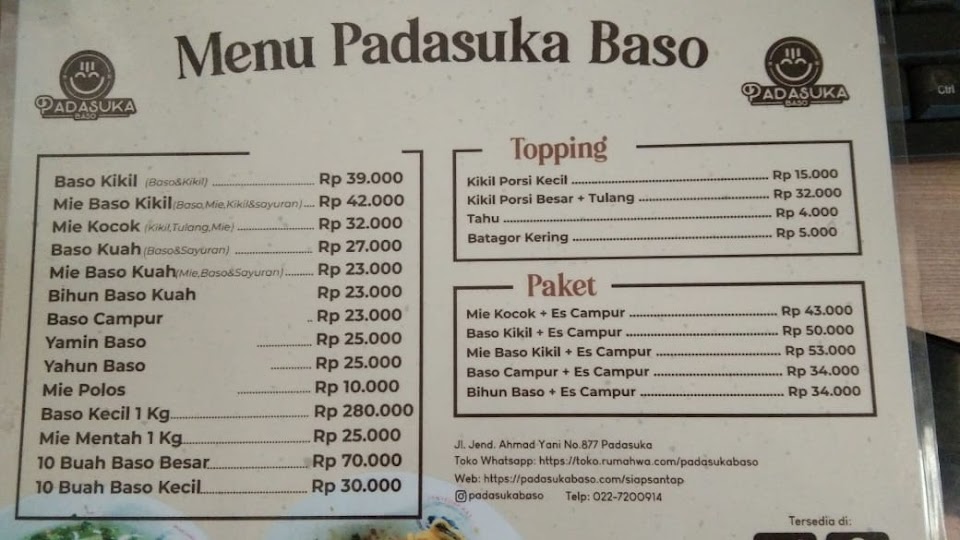 Menu Padasuka Baso
PADASUKA
BASO
PADASUKA
BASO
Ctrl
Baso Kikil (Baso&Kikil) Rp 39.000
Mie Baso Kikil (Baso,Mie,Kikil&sayuran) Rp 42.000
Mie Kocok (Kikil,Tulang,Mie) Rp 32.000
Baso Kuah (Baso&Sayuran) Rp 27.000
Mie Baso Kuah (Mie,Baso&Sayuran) Rp 23.000
Bihun Baso Kuah Rp 23.000
Baso Campur Rp 23.000
Yamin Baso Rp 25.000
Yahun Baso Rp 25.000
Mie Polos Rp 10.000
Baso Kecil 1 Kg Rp 280.000
Mie Mentah 1 Kg Rp 25.000
10 Buah Baso Besar Rp 70.000
10 Buah Baso Kecil Rp 30.000
Topping
Kikil Porsi Kecil Rp 15.000
Kikil Porsi Besar + Tulang Rp 32.000
Tahu Rp 4.000
Batagor Kering Rp 5.000
Paket
Mie Kocok + Es Campur Rp 43.000
Baso Kikil + Es Campur Rp 50.000
Mie Baso Kikil + Es Campur Rp 53.000
Baso Campur + Es Campur Rp 34.000
Bihun Baso + Es Campur Rp 34.000
Jl. Jend. Ahmad Yani No.877 Padasuka
Toko Whatsapp: https://toko.rumahwa.com/padasukabaso
Web: https://padasukabaso.com/siapsantap
padasukabaso Telp: 022-7200914
Tersedia di: